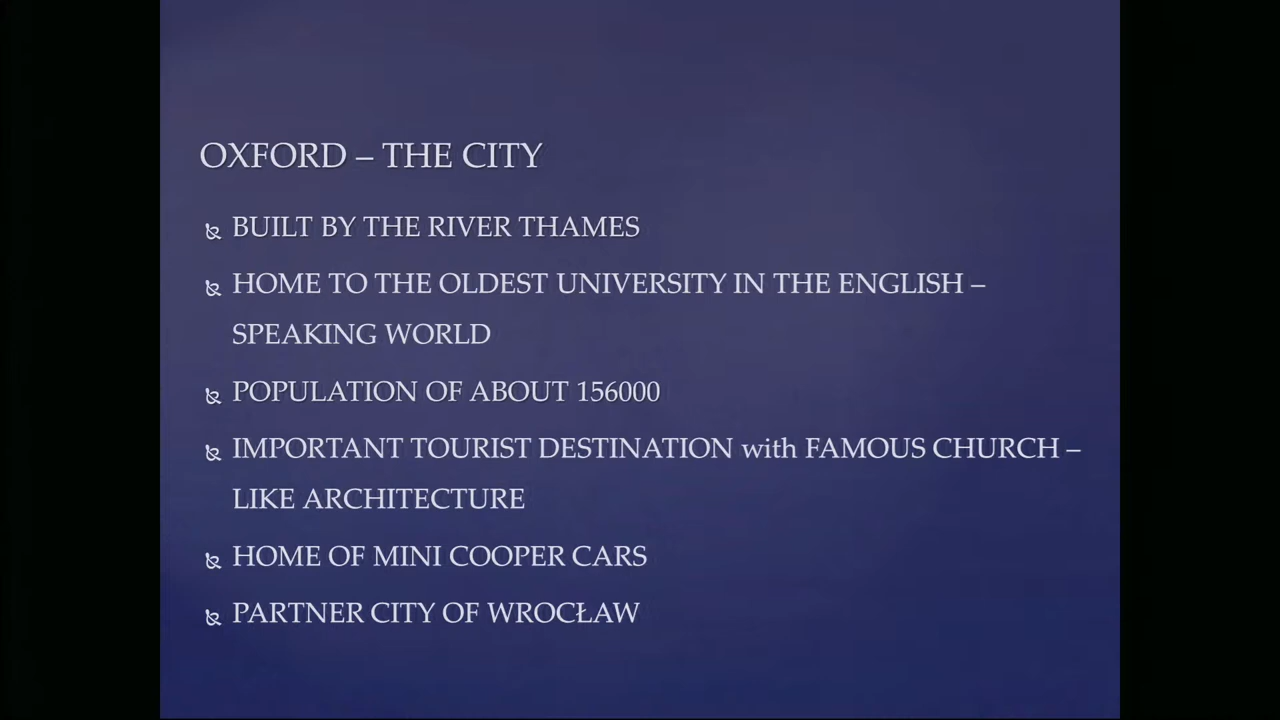 OXFORD – THE CITY
BUILT BY THE RIVER THAMES
HOME TO THE OLDEST UNIVERSITY IN THE ENGLISH –
SPEAKING WORLD
POPULATION OF ABOUT 156000
IMPORTANT TOURIST DESTINATION with FAMOUS CHURCH –
LIKE ARCHITECTURE
HOME OF MINI COOPER CARS
PARTNER CITY OF WROCŁAW